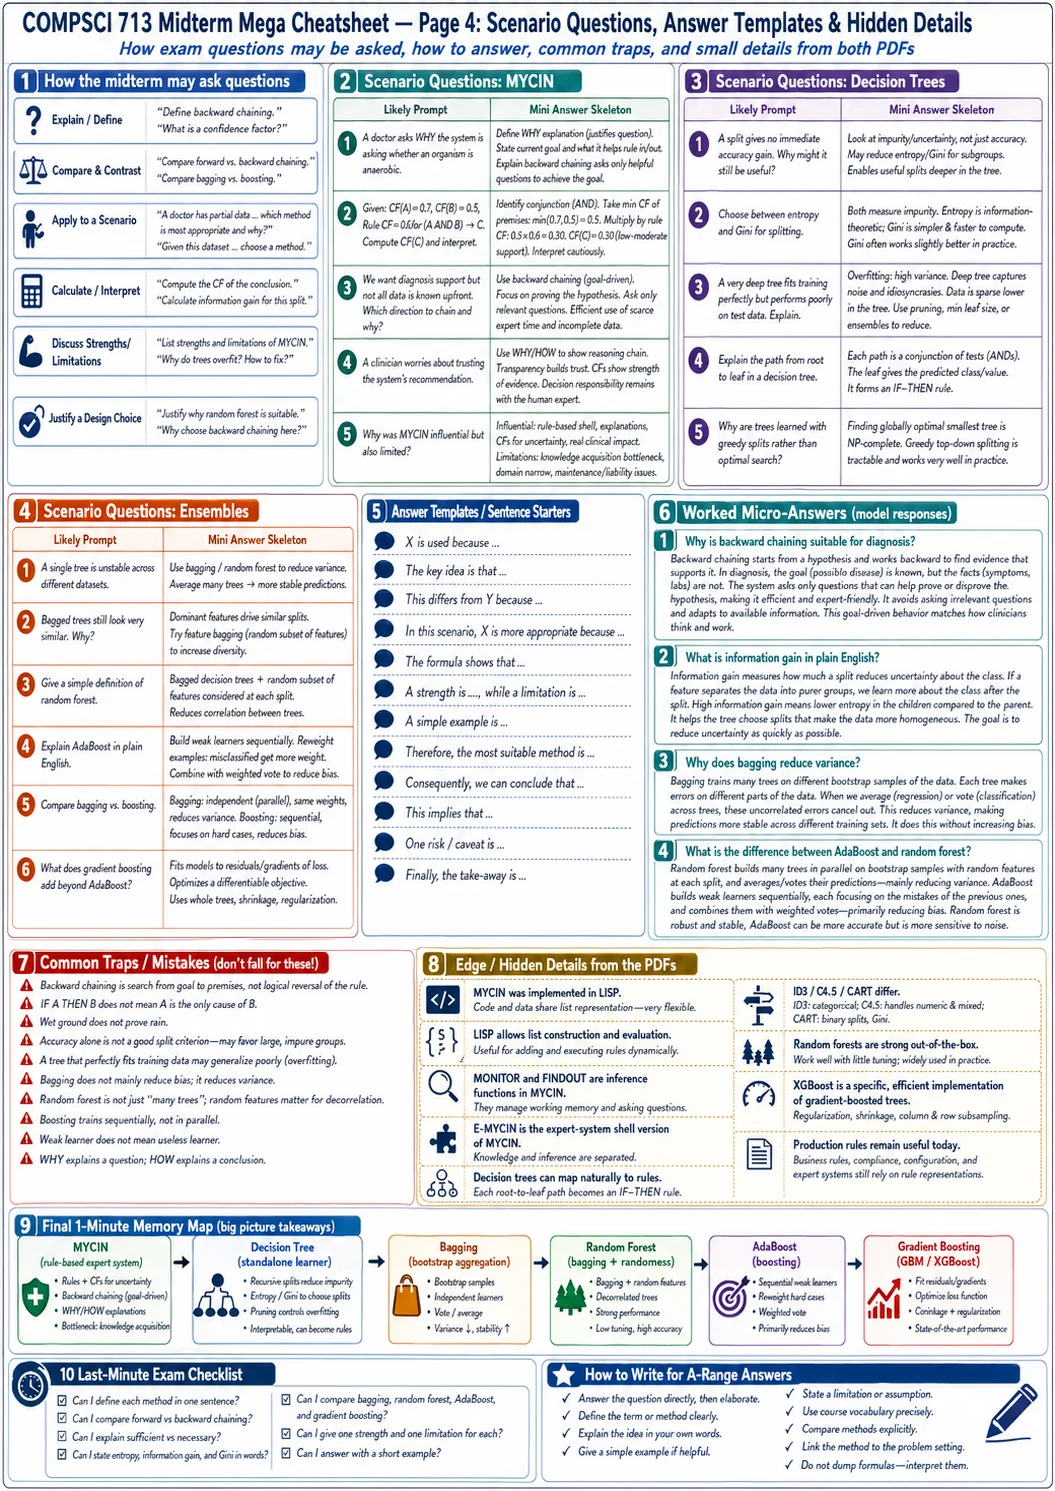 COMPSCI 713 Midterm Mega Cheatsheet — Page 4: Scenario Questions, Answer Templates & Hidden Details
How exam questions may be asked, how to answer, common traps, and small details from both PDFs
1 How the midterm may ask questions
Explain / Define
“Define backward chaining.”
“What is a confidence factor?”
Compare & Contrast
“Compare forward vs. backward chaining.”
“Compare bagging vs. boosting.”
Apply to a Scenario
“A doctor has partial data ... which method
is most appropriate and why?”
“Given this dataset ... choose a method.”
Calculate / Interpret
“Compute the CF of the conclusion.”
“Calculate information gain for this split.”
Discuss Strengths/
Limitations
“List strengths and limitations of MYCIN.”
“Why do trees overfit? How to fix?”
Justify a Design Choice
“Justify why random forest is suitable.”
“Why choose backward chaining here?”
2 Scenario Questions: MYCIN
Likely Prompt
Mini Answer Skeleton
1
A doctor asks WHY the system is
asking whether an organism is
anaerobic.
Define WHY explanation (justifies question).
State current goal and what it helps rule in/out.
Explain backward chaining asks only helpful
questions to achieve the goal.
2
Given: CF(A)=0.7, CF(B)=0.5,
Rule CF = (A AND B) → C.
Compute CF(C) and interpret.
Identify conjunction (AND). Take min CF of
premises: min(0.7,0.5) = 0.5. Multiply by rule
CF: 0.5×0.6 = 0.30. CF(C)=0.30 (low-moderate
support). Interpret cautiously.
3
We want diagnosis support but
not all data is known upfront.
Which direction to chain and
why?
Use backward chaining (goal-driven).
Focus on proving the hypothesis. Ask only
relevant questions. Efficient use of scarce
expert time and incomplete data.
4
A clinician worries about trusting
the system's recommendation.
Use WHY/HOW to show reasoning chain.
Transparency builds trust. CFs show strength
of evidence. Decision responsibility remains
with the human expert.
5
Why was MYCIN influential but
also limited?
Influential: rule-based shell, explanations,
CFs for uncertainty, real clinical impact.
Limitations: knowledge acquisition bottleneck,
domain narrow, maintenance/liability issues.
3 Scenario Questions: Decision Trees
Likely Prompt
Mini Answer Skeleton
1
A split gives no immediate
accuracy gain. Why might it
still be useful?
Look at impurity/uncertainty, not just accuracy.
May reduce entropy/Gini for subgroups.
Enables useful splits deeper in the tree.
2
Choose between entropy
and Gini for splitting.
Both measure impurity. Entropy is information-
theoretic; Gini is simpler & faster to compute.
Gini often works slightly better in practice.
3
A very deep tree fits training
perfectly but performs poorly
on test data. Explain.
Overfitting: high variance. Deep tree captures
noise and idiosyncrasies. Data is sparse lower
in the tree. Use pruning, min leaf size, or
ensembles to reduce.
4
Explain the path from root
to leaf in a decision tree.
Each path is a conjunction of tests (ANDs).
The leaf gives the predicted class/value.
It forms an IF–THEN rule.
5
Why are trees learned with
greedy splits rather than
optimal search?
Finding globally optimal smallest tree is
NP-complete. Greedy top-down splitting is
tractable and works very well in practice.
4 Scenario Questions: Ensembles
Likely Prompt
Mini Answer Skeleton
1
A single tree is unstable across
different datasets.
Use bagging / random forest to reduce variance.
Average many trees → more stable predictions.
2
Bagged trees still look very
similar. Why?
Dominant features drive similar splits.
Try feature bagging (random subset of features)
to increase diversity.
3
Give a simple definition of
random forest.
Bagged decision trees + random subset of
features considered at each split.
Reduces correlation between trees.
4
Explain AdaBoost in plain
English.
Build weak learners sequentially. Reweight
examples: misclassified get more weight.
Combine with weighted vote to reduce bias.
5
Compare bagging vs. boosting.
Bagging: independent (parallel), same weights,
reduces variance. Boosting: sequential,
focuses on hard cases, reduces bias.
6
What does gradient boosting
add beyond AdaBoost?
Fits models to residuals/gradients of loss.
Optimizes a differentiable objective.
Uses whole trees, shrinkage, regularization.
5 Answer Templates / Sentence Starters
X is used because ...
The key idea is that ...
This differs from Y because ...
In this scenario, X is more appropriate because ...
The formula shows that ...
A strength is ...., while a limitation is ...
A simple example is ...
Therefore, the most suitable method is ...
Consequently, we can conclude that ...
This implies that ...
One risk / caveat is ...
Finally, the take-away is ...
6 Worked Micro-Answers (model responses)
1 Why is backward chaining suitable for diagnosis?
Backward chaining starts from a hypothesis and works backward to find evidence that
supports it. In diagnosis, the goal (possiblo disease) is known, but the facts (symptoms,
labs) are not. The system asks only questions that can help prove or disprove the
hypothesis, making it efficient and expert-friendly. It avoids asking irrelevant questions
and adapts to available information. This goal-driven behavior matches how clinicians
think and work.
2 What is information gain in plain English?
Information gain measures how much a split reduces uncertainty about the class. If a
feature separates the data into purer groups, we learn more about the class after the
split. High information gain means lower entropy in the children compared to the parent.
It helps the tree choose splits that make the data more homogeneous. The goal is to
reduce uncertainty as quickly as possible.
3 Why does bagging reduce variance?
Bagging trains many trees on different bootstrap samples of the data. Each tree makes
errors on different parts of the data. When we average (regression) or vote (classification)
across trees, these uncorrelated errors cancel out. This reduces variance, making
predictions more stable across different training sets. It does this without increasing bias.
4 What is the difference between AdaBoost and random forest?
Random forest builds many trees in parallel on bootstrap samples with random features
at each split, and averages/votes their predictions—mainly reducing variance. AdaBoost
builds weak learners sequentially, each focusing on the mistakes of the previous ones,
and combines them with weighted votes—primarily reducing bias. Random forest is
robust and stable, AdaBoost can be more accurate but is more sensitive to noise.
7 Common Traps / Mistakes (don't fall for these!)
Backward chaining is search from goal to premises, not logical reversal of the rule.
IF A THEN B does not mean A is the only cause of B.
Wet ground does not prove rain.
Accuracy alone is not a good split criterion—may favor large, impure groups.
A tree that perfectly fits training data may generalize poorly (overfitting).
Bagging does not mainly reduce bias; it reduces variance.
Random forest is not just “many trees”; random features matter for decorrelation.
Boosting trains sequentially, not in parallel.
Weak learner does not mean useless learner.
WHY explains a question; HOW explains a conclusion.
8 Edge / Hidden Details from the PDFs
</>
MYCIN was implemented in LISP.
Code and data share list representation—very flexible.
LISP allows list construction and evaluation.
Useful for adding and executing rules dynamically.
MONITOR and FINDOUT are inference
functions in MYCIN.
They manage working memory and asking questions.
E-MYCIN is the expert-system shell version
of MYCIN.
Knowledge and inference are separated.
Decision trees can map naturally to rules.
Each root-to-leaf path becomes an IF–THEN rule.
ID3 / C4.5 / CART differ.
ID3: categorical; C4.5: handles numeric & mixed;
CART: binary splits, Gini.
Random forests are strong out-of-the-box.
Work well with little tuning; widely used in practice.
XGBoost is a specific, efficient implementation
of gradient-boosted trees.
Regularization, shrinkage, column & row subsampling.
Production rules remain useful today.
Business rules, compliance, configuration, and
expert systems still rely on rule representations.
9 Final 1-Minute Memory Map (big picture takeaways)
MYCIN
(rule-based expert system)
• Rules + CFs for uncertainty
• Backward chaining (goal-driven)
• WHY/HOW explanations
• Bottleneck: knowledge acquisition
Decision Tree
(standalone learner)
• Recursive splits reduce impurity
• Entropy / Gini to choose splits
• Pruning controls overfitting
• Interpretable, can become rules
Bagging
(bootstrap aggregation)
• Bootstrap samples
• Independent learners
• Vote / average
• Variance ↓, stability ↑
Random Forest
(bagging + randomness)
• Bagging + random features
• Decorrelated trees
• Strong performance
• Low tuning, high accuracy
AdaBoost
(boosting)
• Sequential weak learners
• Reweight hard cases
• Weighted vote
• Primarily reduces bias
Gradient Boosting
(GBM / XGBoost)
• Fit residuals/gradients
• Optimize loss function
• Coninkage + regularization
• State-of-the-art performance
10 Last-Minute Exam Checklist
Can I define each method in one sentence?
Can I compare forward vs backward chaining?
Can I explain sufficient vs necessary?
Can I state entropy, information gain, and Gini in words?
Can I compare bagging, random forest, AdaBoost,
and gradient boosting?
Can I give one strength and one limitation for each?
Can I answer with a short example?
How to Write for A-Range Answers
✓ Answer the question directly, then elaborate.
✓ Define the term or method clearly.
✓ Explain the idea in your own words.
✓ Give a simple example if helpful.
✓ State a limitation or assumption.
✓ Use course vocabulary precisely.
✓ Compare methods explicitly.
✓ Link the method to the problem setting.
✓ Do not dump formulas—interpret them.